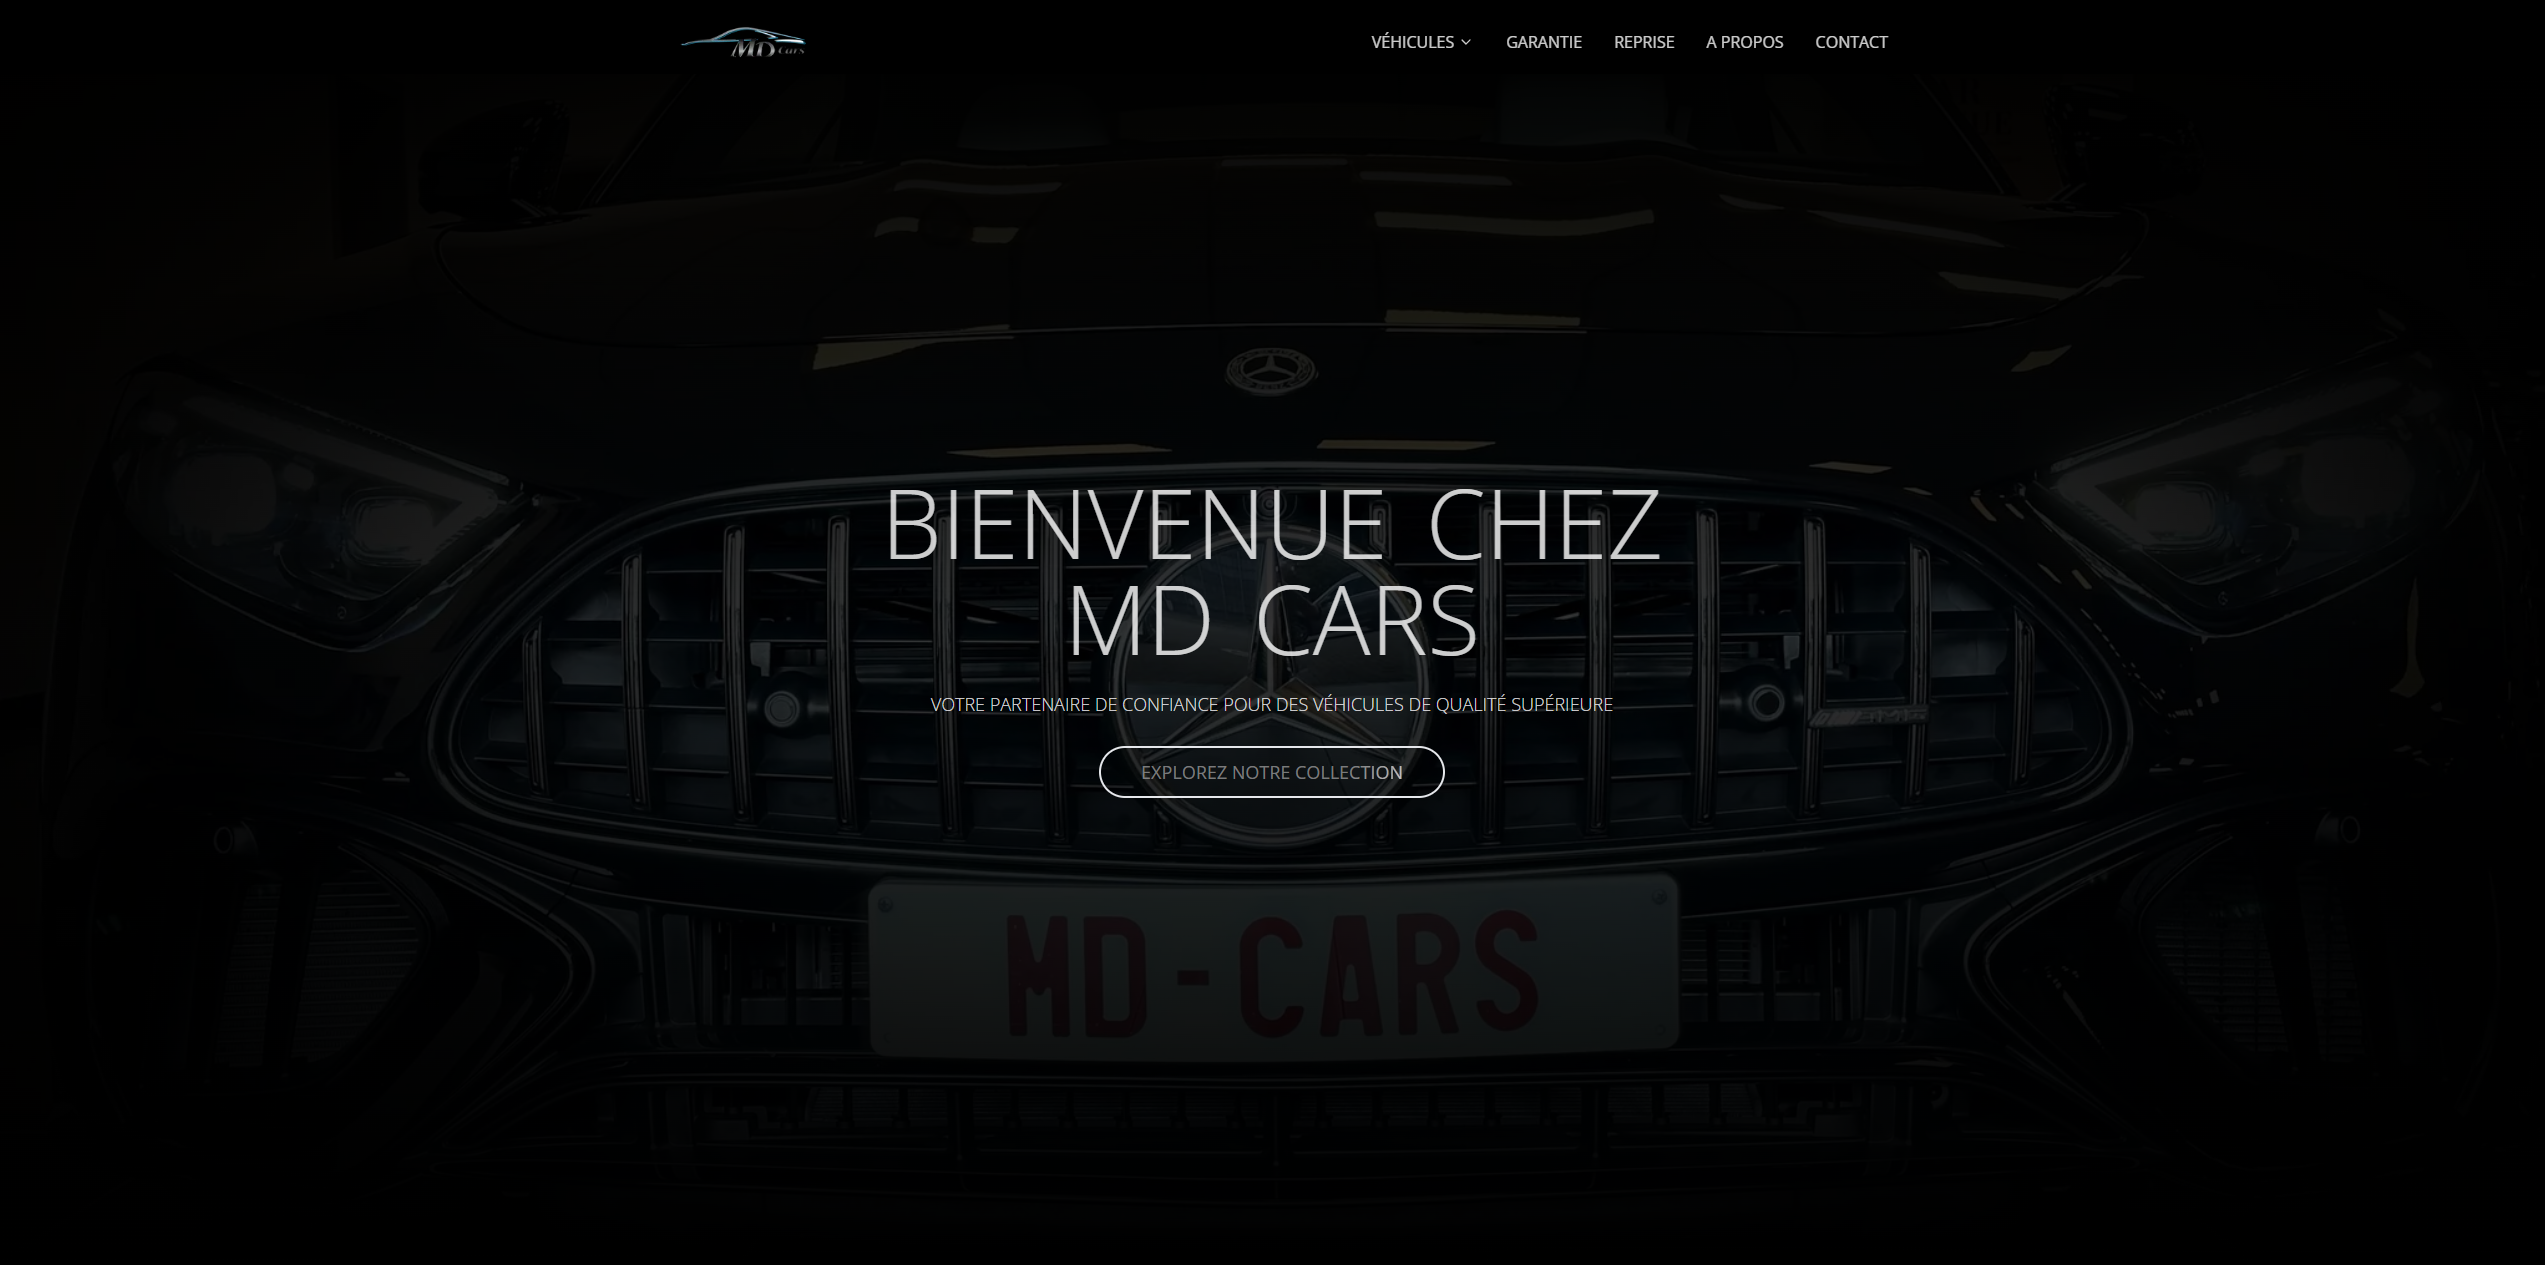 MD Cars
VÉHICULES
GARANTIE
REPRISE
A PROPOS
CONTACT
BIENVENUE CHEZ
MD CARS
VOTRE PARTENAIRE DE CONFIANCE POUR DES VÉHICULES DE QUALITÉ SUPÉRIEURE
EXPLOREZ NOTRE COLLECTION
AMG
MD-CARS